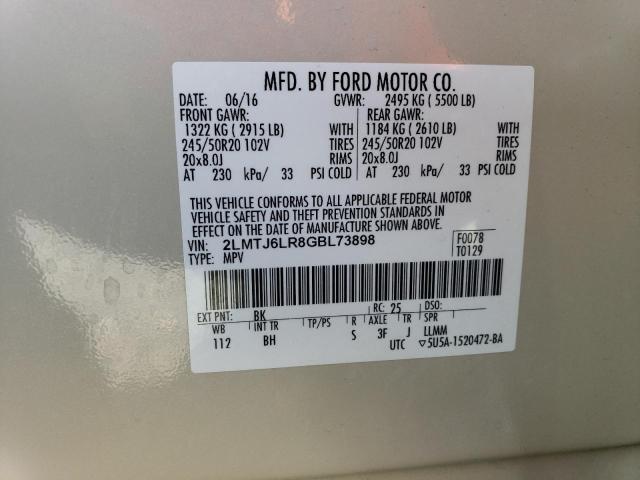 MFD. BY FORD MOTOR CO.
DATE: 06/16 GVWR: 2495 KG ( 5500 LB)
FRONT GAWR: REAR GAWR:
1322 KG ( 2915 LB) WITH 1184 KG ( 2610 LB) WITH
245/50R20 102V TIRES 245/50R20 102V TIRES
20x8.0J RIMS 20x8.0J RIMS
AT 230 kPa/ 33 PSI COLD AT 230 kPa/ 33 PSI COLD
THIS VEHICLE CONFORMS TO ALL APPLICABLE FEDERAL MOTOR
VEHICLE SAFETY AND THEFT PREVENTION STANDARDS IN
EFFECT ON THE DATE OF MANUFACTURE SHOWN ABOVE.
VIN: 2LMTJ6LR8GBL73898 F0078
TYPE: MPV T0129
EXT PNT: BK RC: 25 DSO:
WB INT TR TP/PS R AXLE TR SPR
112 BH S 3F J LLMM
UTC ▽5U5A-1520472-BA